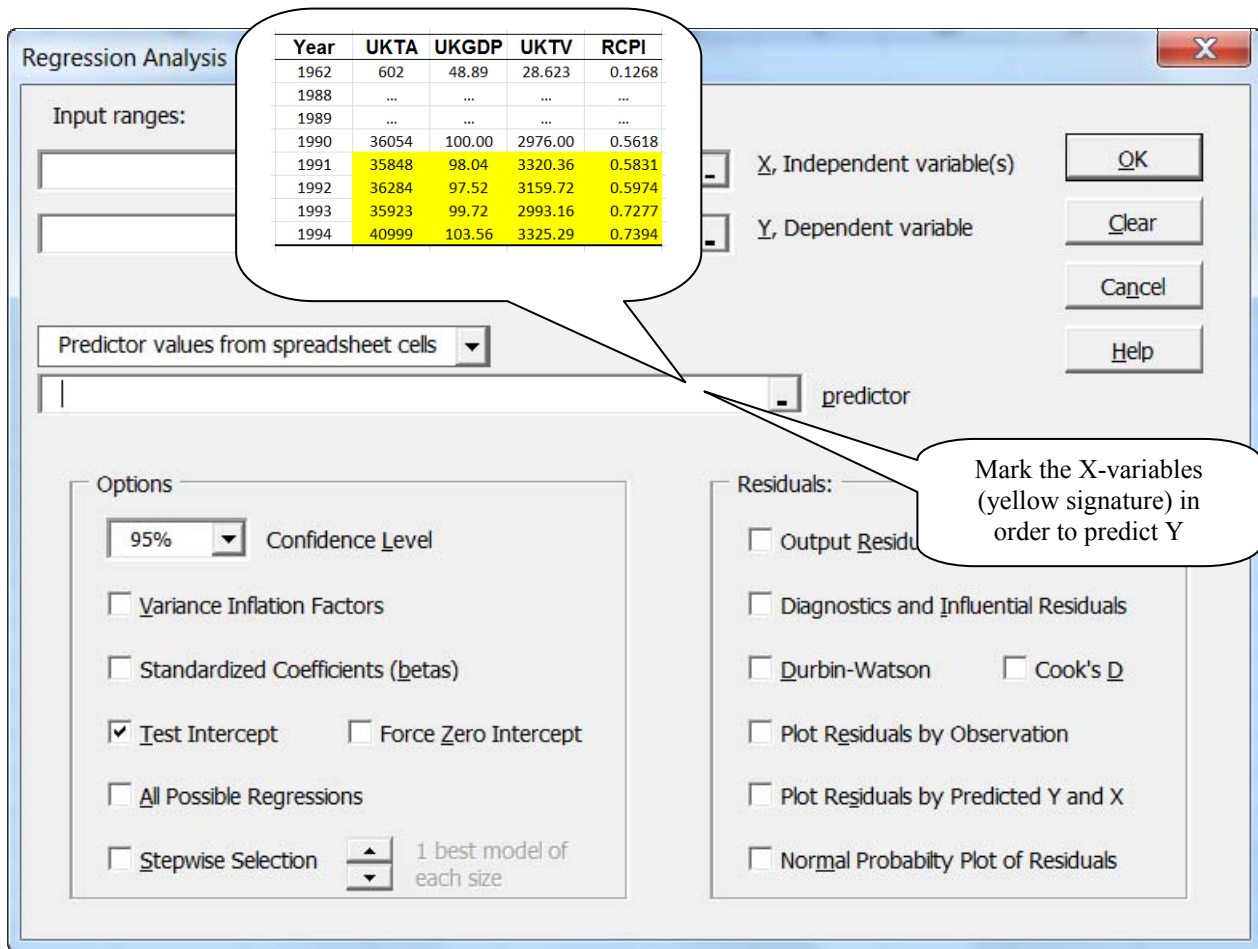 Regression Analysis
Year UKTA UKGDP UKTV RCPI
1962 602 48.89 28.623 0.1268
1988 ... ... ... ...
1989 ... ... ... ...
1990 36054 100.00 2976.00 0.5618
1991 35848 98.04 3320.36 0.5831
1992 36284 97.52 3159.72 0.5974
1993 35923 99.72 2993.16 0.7277
1994 40999 103.56 3325.29 0.7394
Input ranges:
X, Independent variable(s)
Y, Dependent variable
OK
Clear
Cancel
Help
Predictor values from spreadsheet cells
predictor
Mark the X-variables
(yellow signature) in
order to predict Y
Options
95% Confidence Level
Variance Inflation Factors
Standardized Coefficients (betas)
Test Intercept Force Zero Intercept
All Possible Regressions
Stepwise Selection 1 best model of
each size
Residuals:
Output
Diagnostics and Influential Residuals
Durbin-Watson Cook's D
Plot Residuals by Observation
Plot Residuals by Predicted Y and X
Normal Probabilty Plot of Residuals